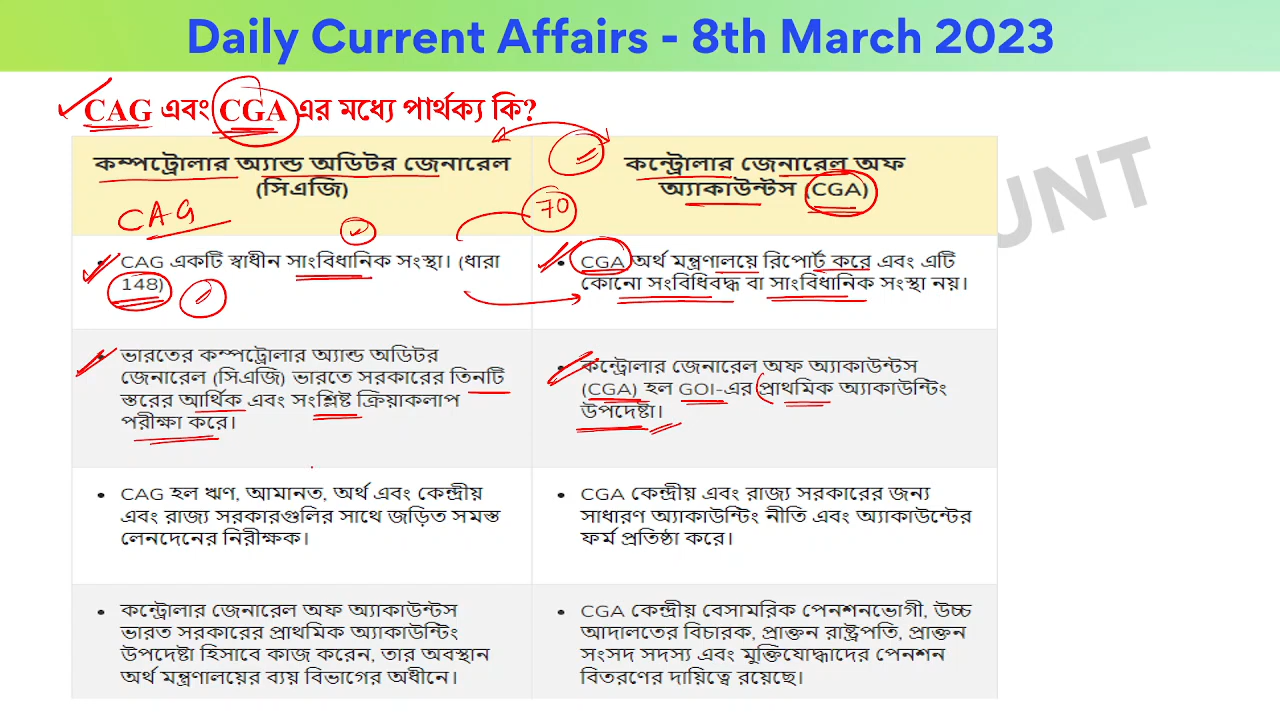 Daily Current Affairs - 8th March 2023
CAG এবং CGA এর মধ্যে পার্থক্য কি?
কম্পট্রোলার অ্যান্ড অডিটর জেনারেল
(সিএজি)
CAG
কন্ট্রোলার জেনারেল অফ
অ্যাকাউন্টস (CGA)
70
UNT
CAG একটি স্বাধীন সাংবিধানিক সংস্থা। (ধারা
148)
CGA অর্থ মন্ত্রণালয়ে রিপোর্ট করে এবং এটি
কোনো সংবিধিবদ্ধ বা সাংবিধানিক সংস্থা নয়।
ভারতের কম্পট্রোলার অ্যান্ড অডিটর
জেনারেল (সিএজি) ভারতে সরকারের তিনটি
স্তরের আর্থিক এবং সংশ্লিষ্ট ক্রিয়াকলাপ
পরীক্ষা করে।
কন্ট্রোলার জেনারেল অফ অ্যাকাউন্টস
(CGA) হল GOI-এর প্রাথমিক অ্যাকাউন্টিং
উপদেষ্টা।
CAG হল ঋণ, আমানত, অর্থ এবং কেন্দ্রীয়
এবং রাজ্য সরকারগুলির সাথে জড়িত সমস্ত
লেনদেনের নিরীক্ষক।
CGA কেন্দ্রীয় এবং রাজ্য সরকারের জন্য
সাধারণ অ্যাকাউন্টিং নীতি এবং অ্যাকাউন্টের
ফর্ম প্রতিষ্ঠা করে।
কন্ট্রোলার জেনারেল অফ অ্যাকাউন্টস
ভারত সরকারের প্রাথমিক অ্যাকাউন্টিং
উপদেষ্টা হিসাবে কাজ করেন, তার অবস্থান
অর্থ মন্ত্রণালয়ের ব্যয় বিভাগের অধীনে।
CGA কেন্দ্রীয় বেসামরিক পেনশনভোগী, উচ্চ
আদালতের বিচারক, প্রাক্তন রাষ্ট্রপতি, প্রাক্তন
সংসদ সদস্য এবং মুক্তিযোদ্ধাদের পেনশন
বিতরণের দায়িত্বে রয়েছে।